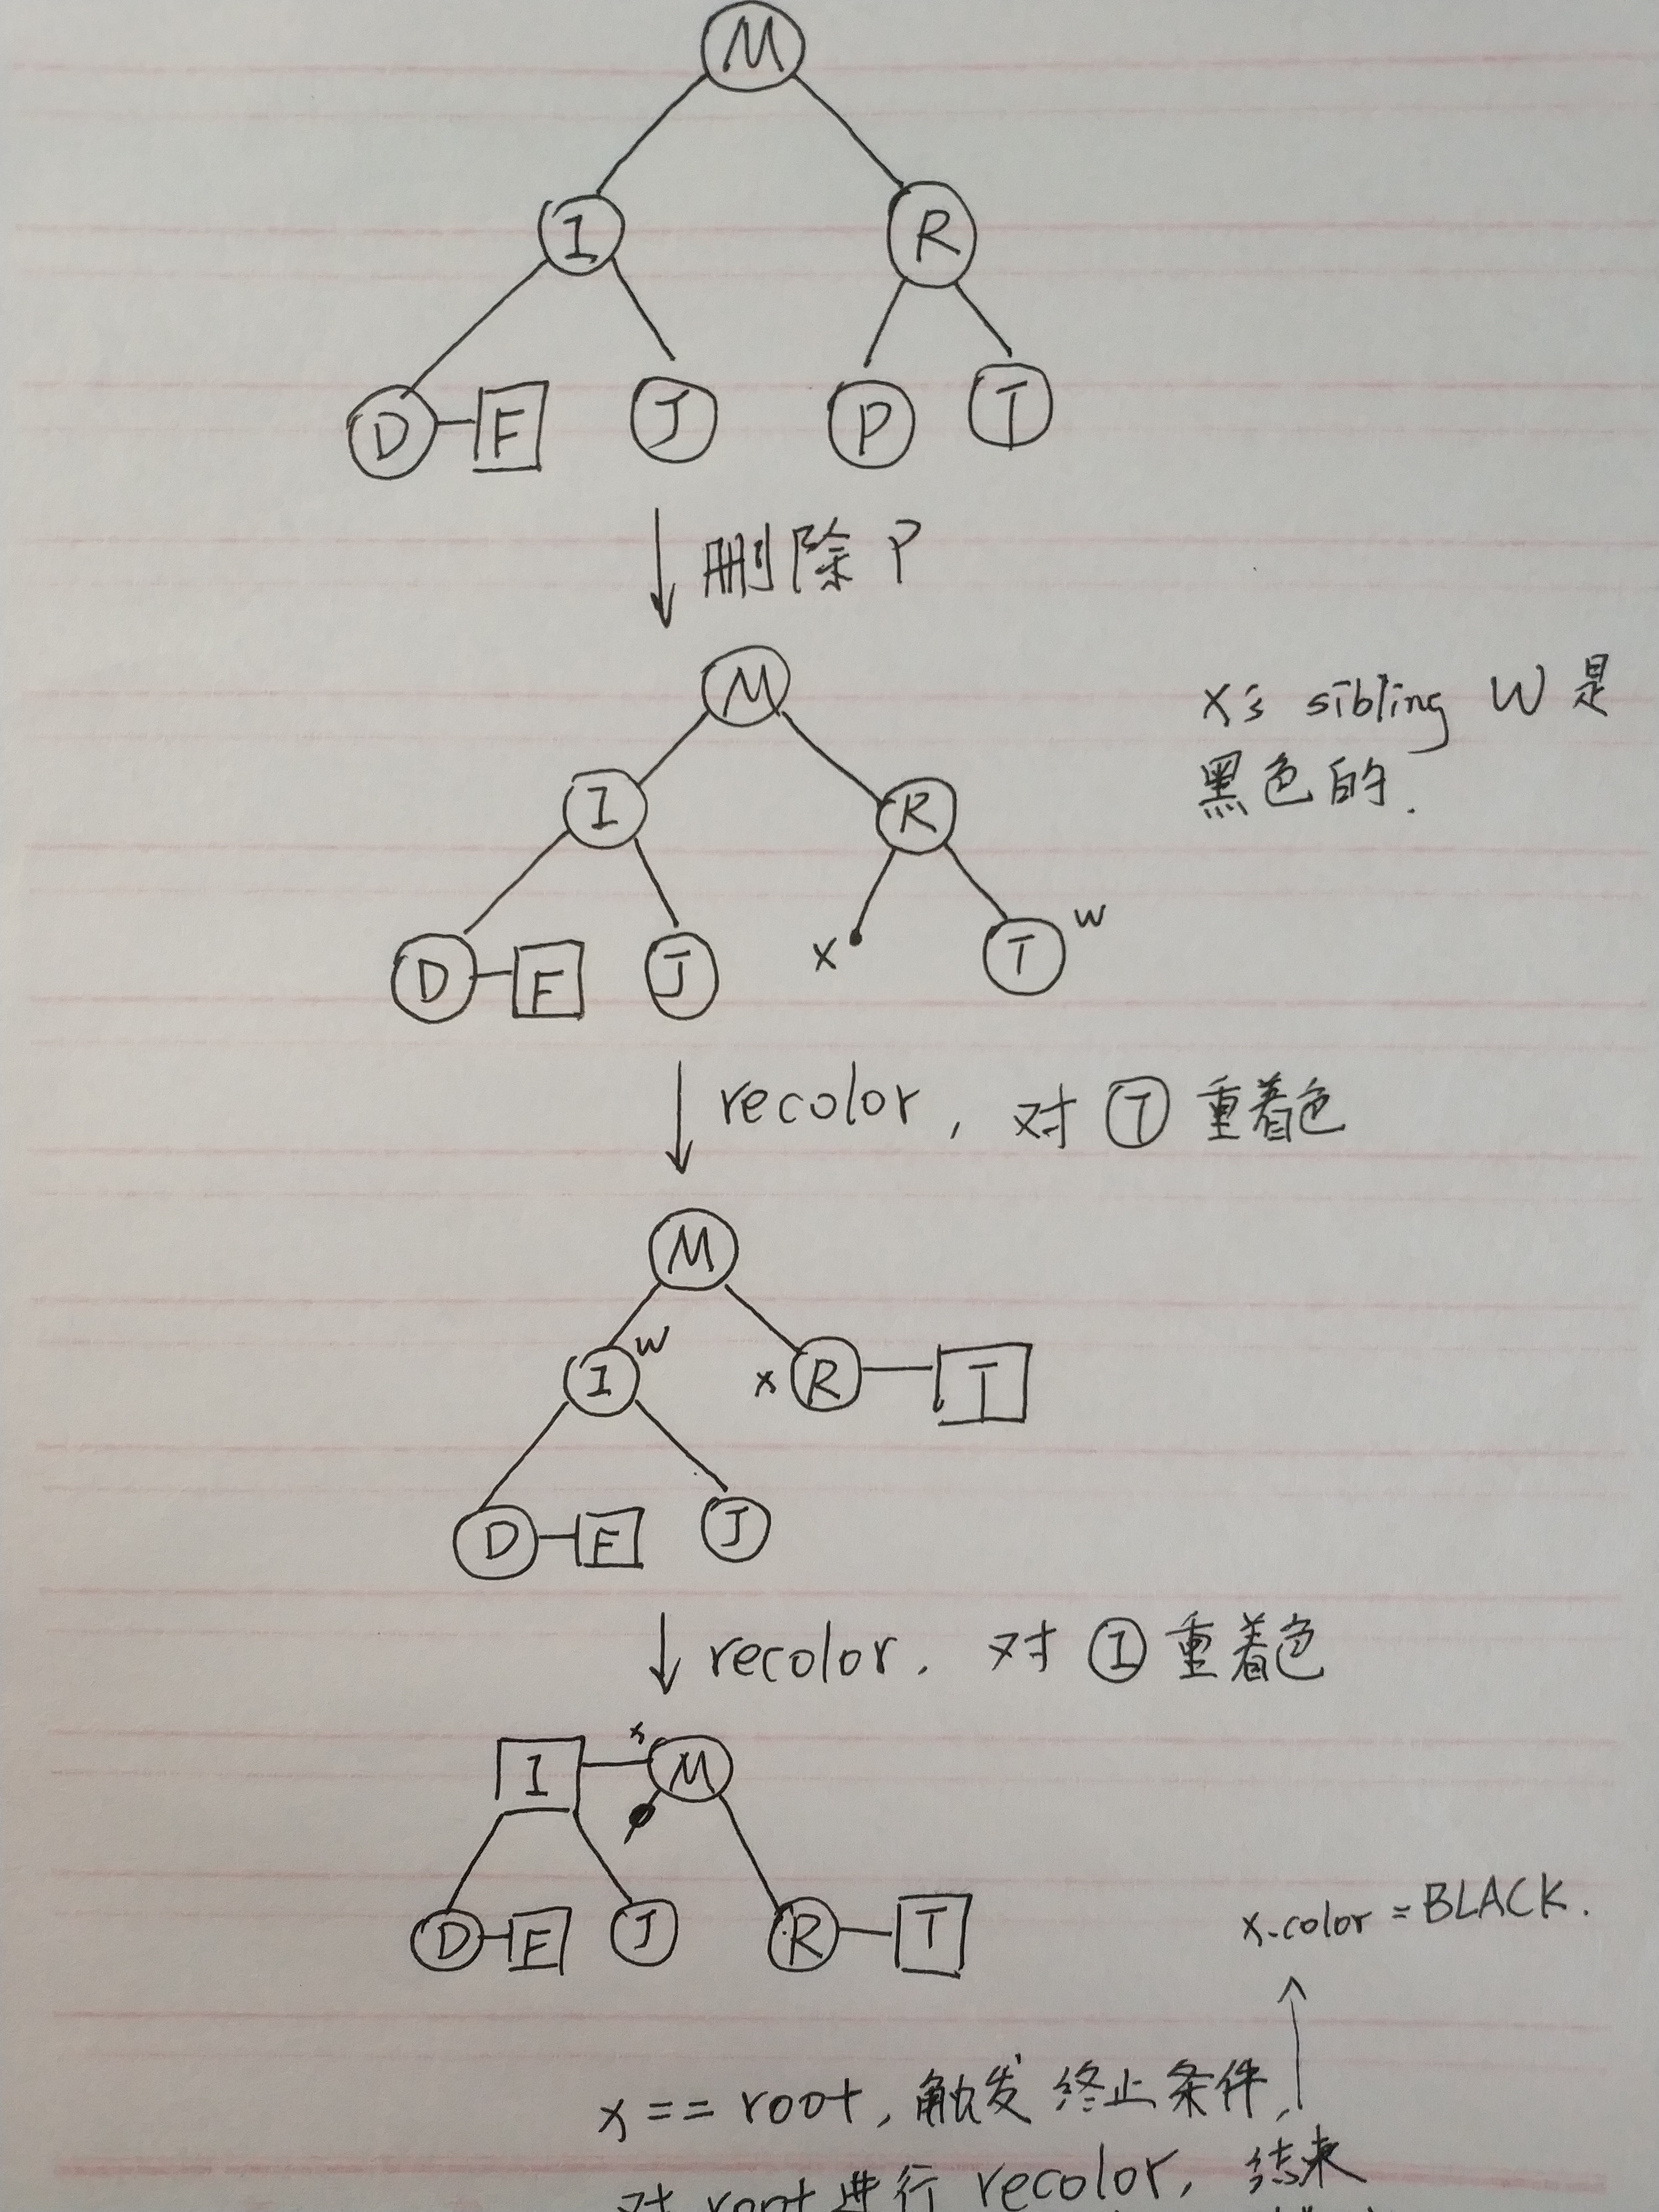 M
I R
D F J P T
删除 P
M
X's sibling W 是
黑色的.
I R
D F J X T W
recolor, 对 T 重着色
M
I W X R T
D F J
recolor. 对 I 重着色
I x M
D F J R T
x.color = BLACK.
x == root, 触发 终止条件,
对 root 进行 recolor, 结束